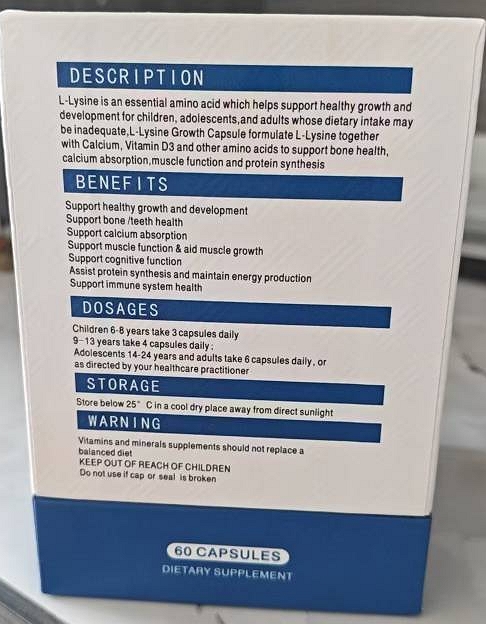 DESCRIPTION
L-Lysine is an essential amino acid which helps support healthy growth and
development for children, adolescents,and adults whose dietary intake may
be inadequate,L-Lysine Growth Capsule formulate L-Lysine together
with Calcium, Vitamin D3 and other amino acids to support bone health,
calcium absorption,muscle function and protein synthesis
BENEFITS
Support healthy growth and development
Support bone /teeth health
Support calcium absorption
Support muscle function & aid muscle growth
Support cognitive function
Assist protein synthesis and maintain energy production
Support immune system health
DOSAGES
Children 6-8 years take 3 capsules daily
9-13 years take 4 capsules daily;
Adolescents 14-24 years and adults take 6 capsules daily, or
as directed by your healthcare practitioner
STORAGE
Store below 25° C in a cool dry place away from direct sunlight
WARNING
Vitamins and minerals supplements should not replace a
balanced diet
KEEP OUT OF REACH OF CHILDREN
Do not use if cap or seal is broken
60 CAPSULES
DIETARY SUPPLEMENT